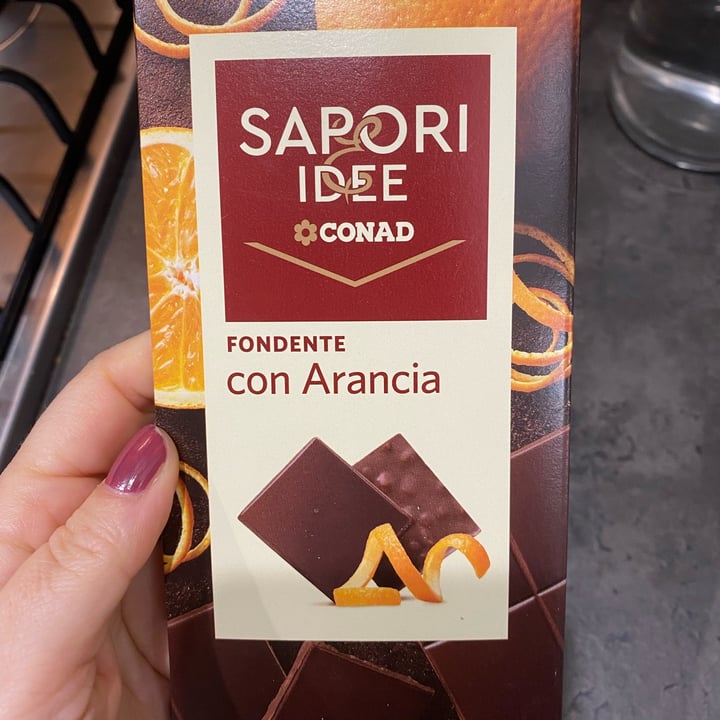 SAPORI
&
IDEE
CONAD
FONDENTE
con Arancia